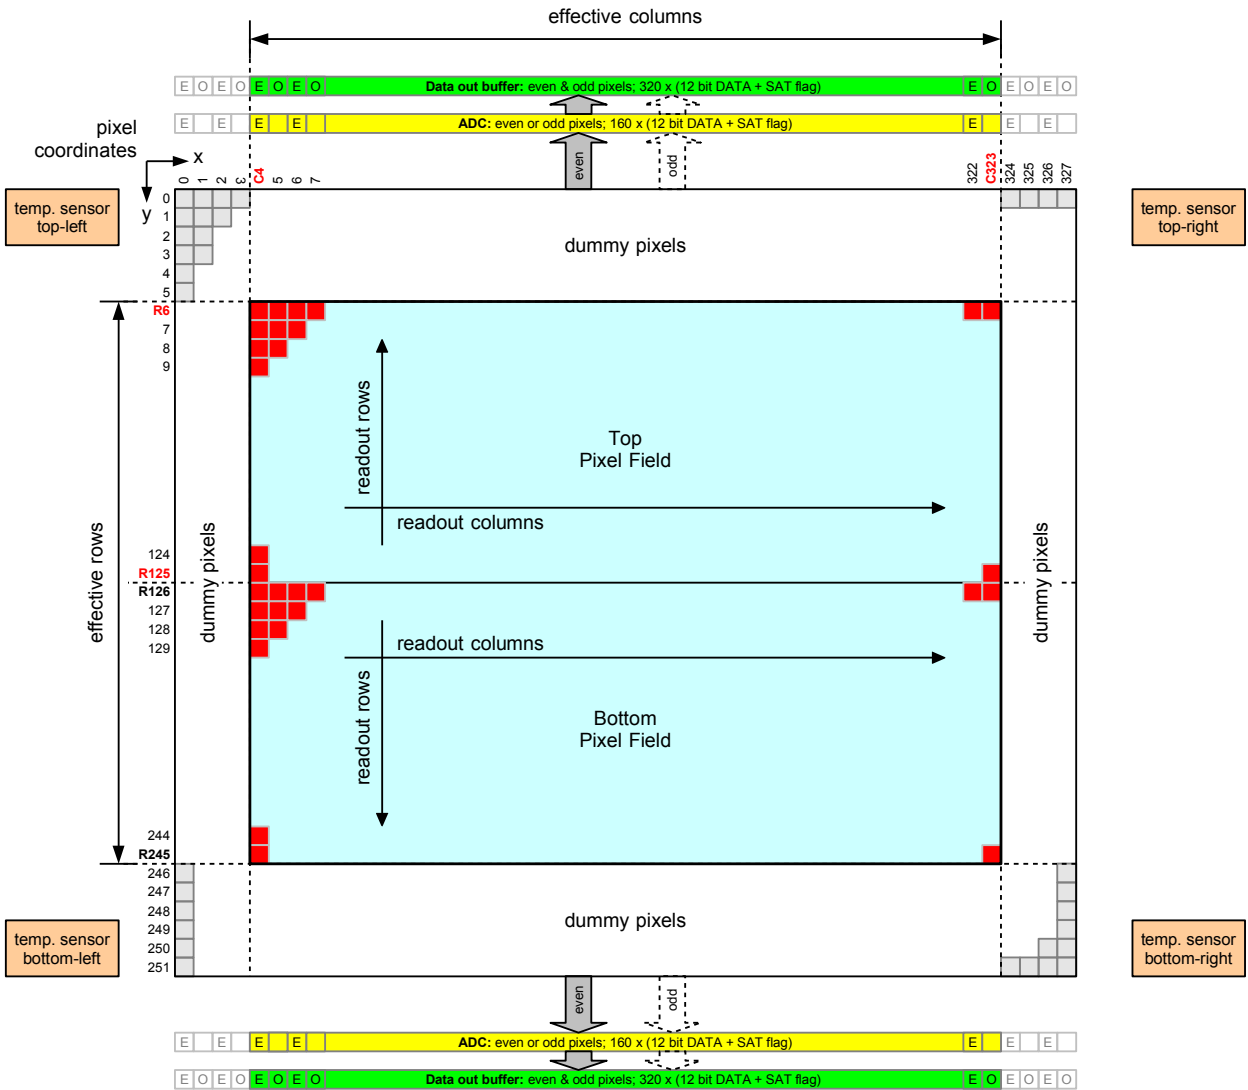 effective columns
E O E O E O E O Data out buffer: even & odd pixels; 320 x (12 bit DATA + SAT flag) E O E O E O
E E E E ADC: even or odd pixels; 160 x (12 bit DATA + SAT flag) E E E
pixel
coordinates
x
y
even
odd
0 1 2 3 C4 5 6 7
322 C323 324 325 326 327
temp. sensor
top-left
temp. sensor
top-right
0
1
2
3
4
5
dummy pixels
R6
7
8
9
readout rows
Top
Pixel Field
readout columns
effective rows
dummy pixels
dummy pixels
124
R125
R126
127
128
129
readout columns
readout rows
Bottom
Pixel Field
244
R245
246
247
248
249
250
251
dummy pixels
temp. sensor
bottom-left
temp. sensor
bottom-right
even
odd
E E E E ADC: even or odd pixels; 160 x (12 bit DATA + SAT flag) E E E
E O E O E O E O Data out buffer: even & odd pixels; 320 x (12 bit DATA + SAT flag) E O E O E O